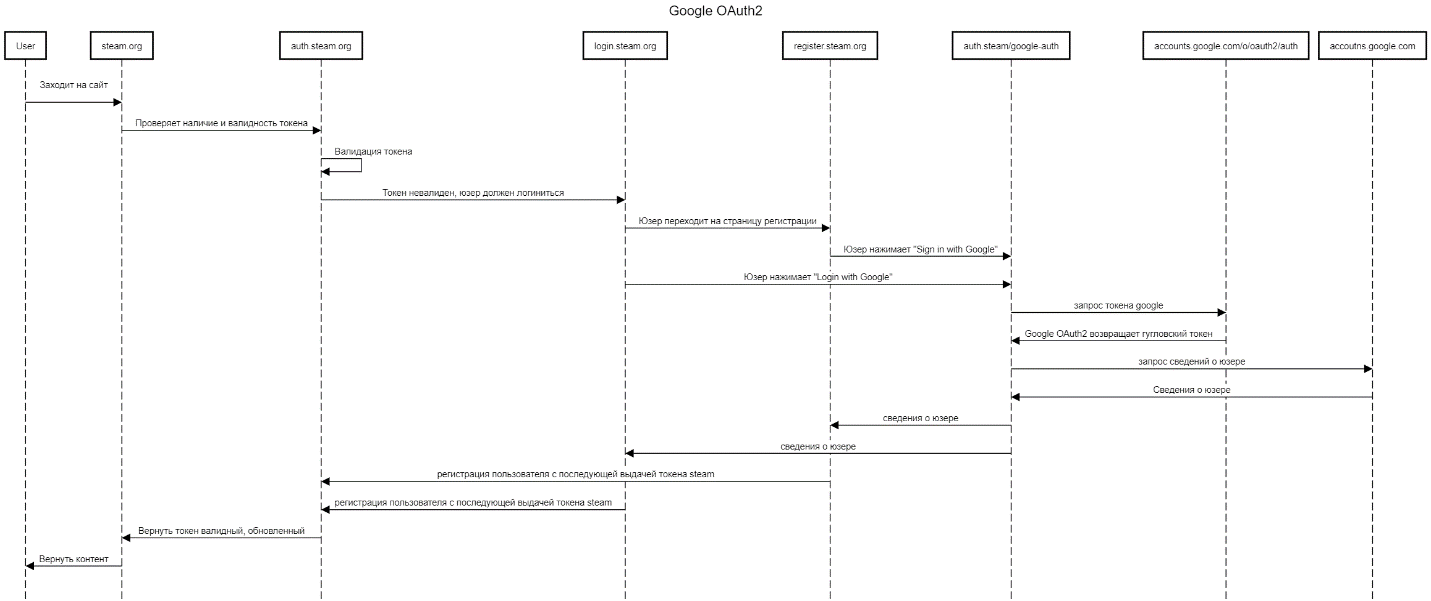 Google OAuth2
User
steam.org
auth.steam.org
login.steam.org
register.steam.org
auth.steam/google-auth
accounts.google.com/o/oauth2/auth
accoutns.google.com
Заходит на сайт
Проверяет наличие и валидность токена
Валидация токена
Токен невалиден, юзер должен логиниться
Юзер переходит на страницу регистрации
Юзер нажимает "Sign in with Google"
Юзер нажимает "Login with Google"
запрос токена google
Google OAuth2 возвращает гугловский токен
запрос сведений о юзере
Сведения о юзере
сведения о юзере
сведения о юзере
регистрация пользователя с последующей выдачей токена steam
регистрация пользователя с последующей выдачей токена steam
Вернуть токен валидный, обновленный
Вернуть контент